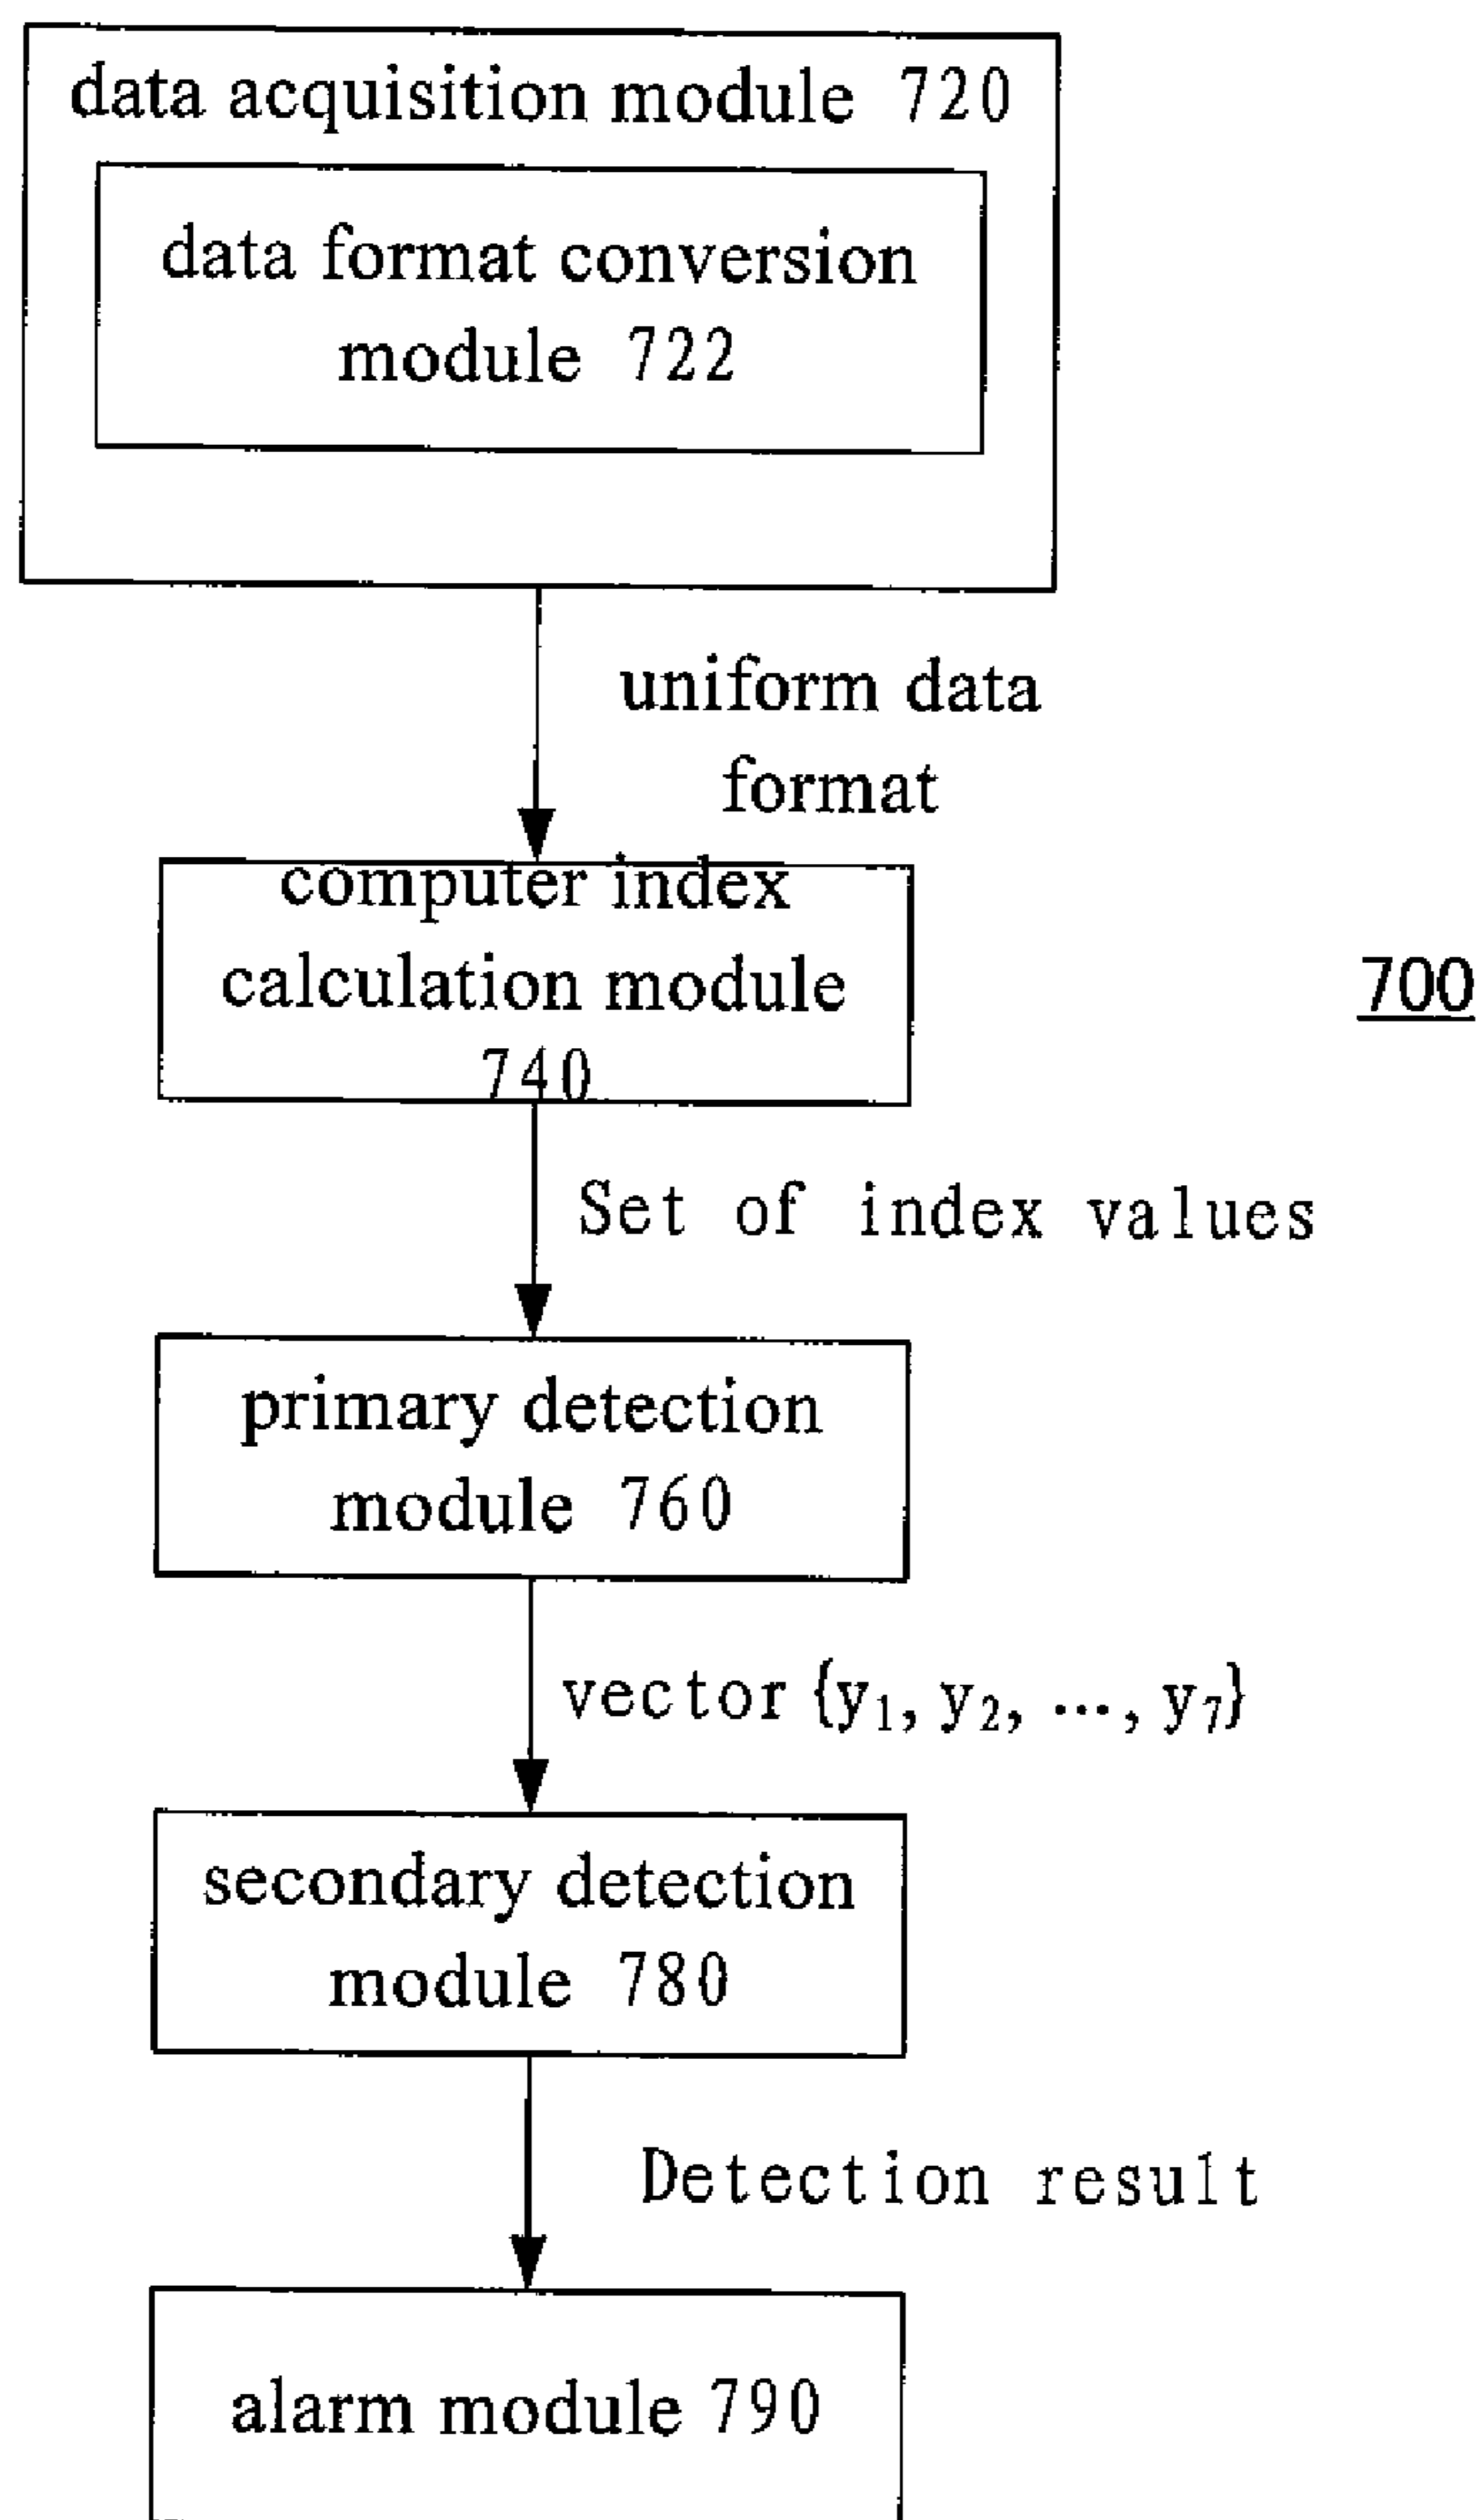 data acquisition module 720
data format conversion
module 722
uniform data
format
computer index
calculation module
740
700
Set of index values
primary detection
module 760
vector {y₁, y₂, ..., y₇}
secondary detection
module 780
Detection result
alarm module 790